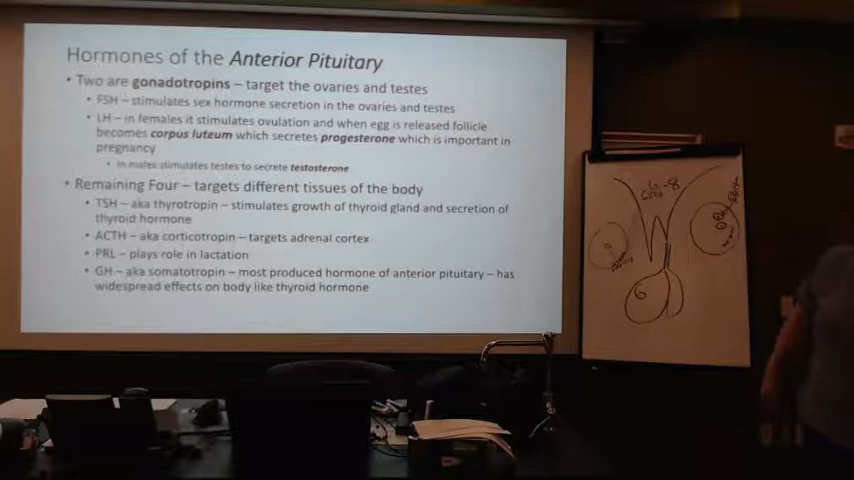 Hormones of the Anterior Pituitary
• Two are gonadotropins – target the ovaries and testes
• FSH – stimulates sex hormone secretion in the ovaries and testes
• LH – in females it stimulates ovulation and when egg is released follicle
becomes corpus luteum which secretes progesterone which is important in
pregnancy
• In males stimulates testes to secrete testosterone
• Remaining Four – targets different tissues of the body
• TSH – aka thyrotropin – stimulates growth of thyroid gland and secretion of
thyroid hormone
• ACTH – aka corticotropin – targets adrenal cortex
• PRL – plays role in lactation
• GH – aka somatotropin – most produced hormone of anterior pituitary – has
widespread effects on body like thyroid hormone
6